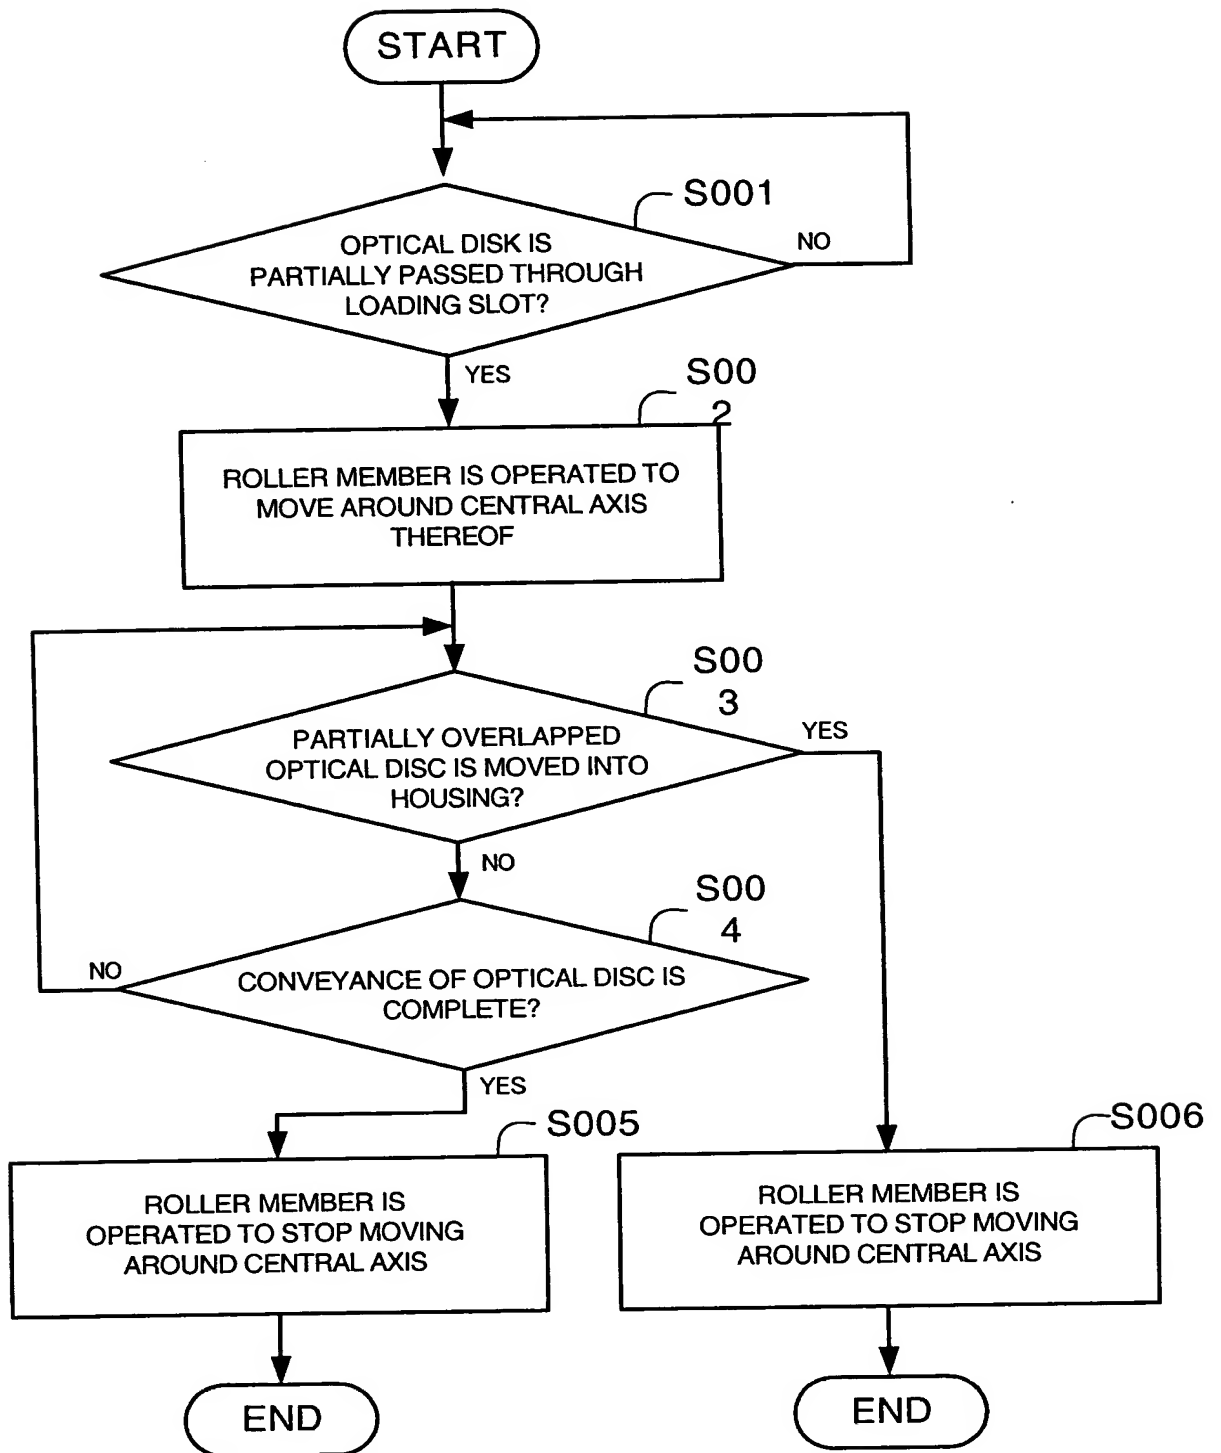 START
S001
OPTICAL DISK IS
PARTIALLY PASSED THROUGH
LOADING SLOT?
NO
YES
S00
2
ROLLER MEMBER IS OPERATED TO
MOVE AROUND CENTRAL AXIS
THEREOF
S00
3
YES
PARTIALLY OVERLAPPED
OPTICAL DISC IS MOVED INTO
HOUSING?
NO
S00
4
NO
CONVEYANCE OF OPTICAL DISC IS
COMPLETE?
YES
S005
S006
ROLLER MEMBER IS
OPERATED TO STOP MOVING
AROUND CENTRAL AXIS
ROLLER MEMBER IS
OPERATED TO STOP MOVING
AROUND CENTRAL AXIS
END
END